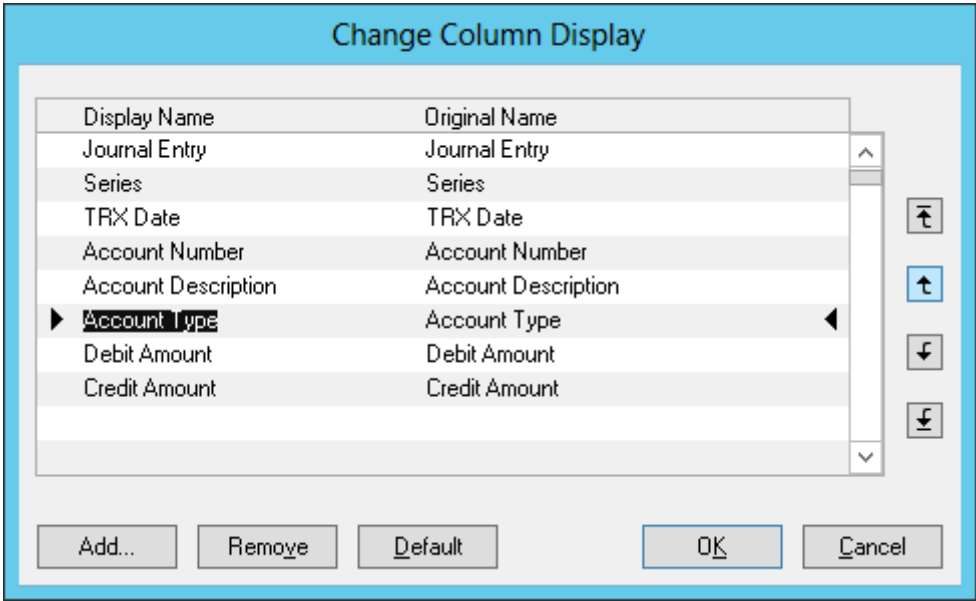 Change Column Display
Display Name Original Name
Journal Entry Journal Entry
Series Series
TRX Date TRX Date
Account Number Account Number
Account Description Account Description
Account Type Account Type
Debit Amount Debit Amount
Credit Amount Credit Amount
Add... Remove Default OK Cancel